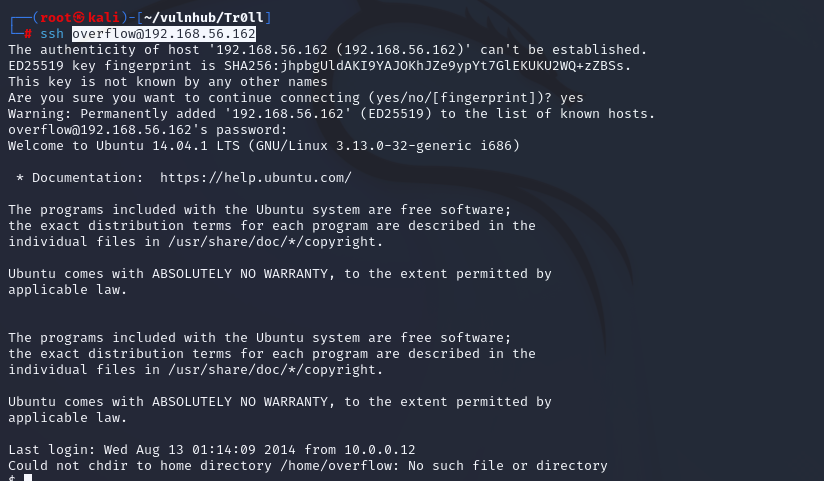 ┌──(root㉿kali)-[~/vulnhub/Tr0ll]
└─# ssh overflow@192.168.56.162
The authenticity of host '192.168.56.162 (192.168.56.162)' can't be established.
ED25519 key fingerprint is SHA256:jhpbgUldAKI9YAJOKhJZe9ypYt7GlEKUKU2WQ+zZBSs.
This key is not known by any other names
Are you sure you want to continue connecting (yes/no/[fingerprint])? yes
Warning: Permanently added '192.168.56.162' (ED25519) to the list of known hosts.
overflow@192.168.56.162's password:
Welcome to Ubuntu 14.04.1 LTS (GNU/Linux 3.13.0-32-generic i686)
 * Documentation:  https://help.ubuntu.com/
The programs included with the Ubuntu system are free software;
the exact distribution terms for each program are described in the
individual files in /usr/share/doc/*/copyright.
Ubuntu comes with ABSOLUTELY NO WARRANTY, to the extent permitted by
applicable law.
The programs included with the Ubuntu system are free software;
the exact distribution terms for each program are described in the
individual files in /usr/share/doc/*/copyright.
Ubuntu comes with ABSOLUTELY NO WARRANTY, to the extent permitted by
applicable law.
Last login: Wed Aug 13 01:14:09 2014 from 10.0.0.12
Could not chdir to home directory /home/overflow: No such file or directory
$